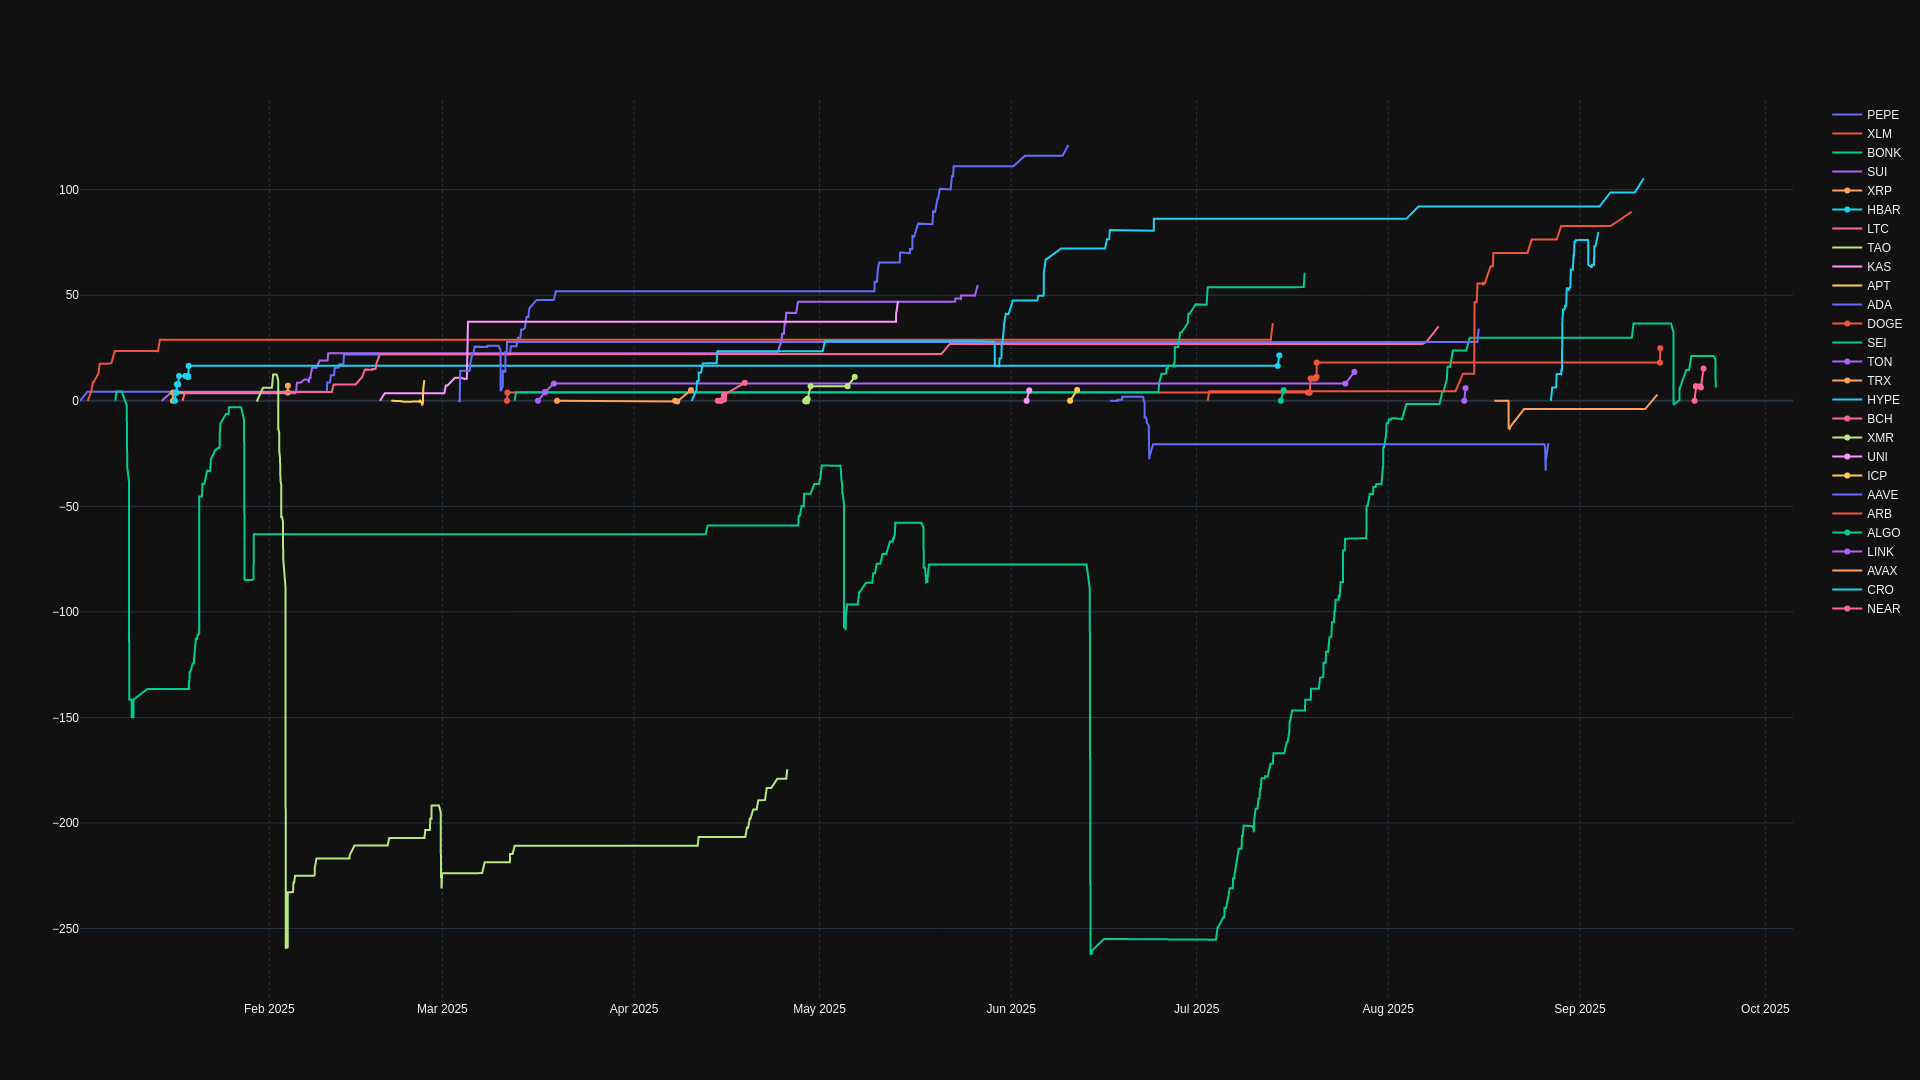 100
50
0
−50
−100
−150
−200
−250
Feb 2025
Mar 2025
Apr 2025
May 2025
Jun 2025
Jul 2025
Aug 2025
Sep 2025
Oct 2025
PEPE
XLM
BONK
SUI
XRP
HBAR
LTC
TAO
KAS
APT
ADA
DOGE
SEI
TON
TRX
HYPE
BCH
XMR
UNI
ICP
AAVE
ARB
ALGO
LINK
AVAX
CRO
NEAR